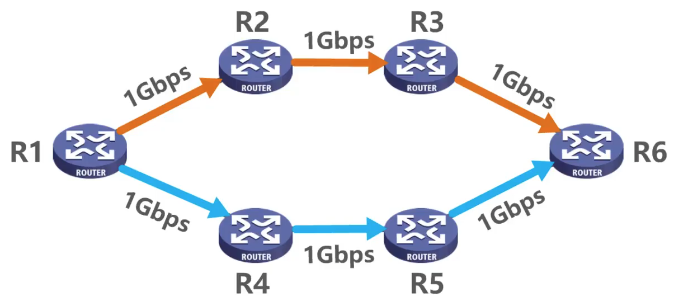 R2
R3
1Gbps
1Gbps
1Gbps
ROUTER
ROUTER
R1
ROUTER
R6
ROUTER
1Gbps
1Gbps
1Gbps
ROUTER
ROUTER
R4
R5